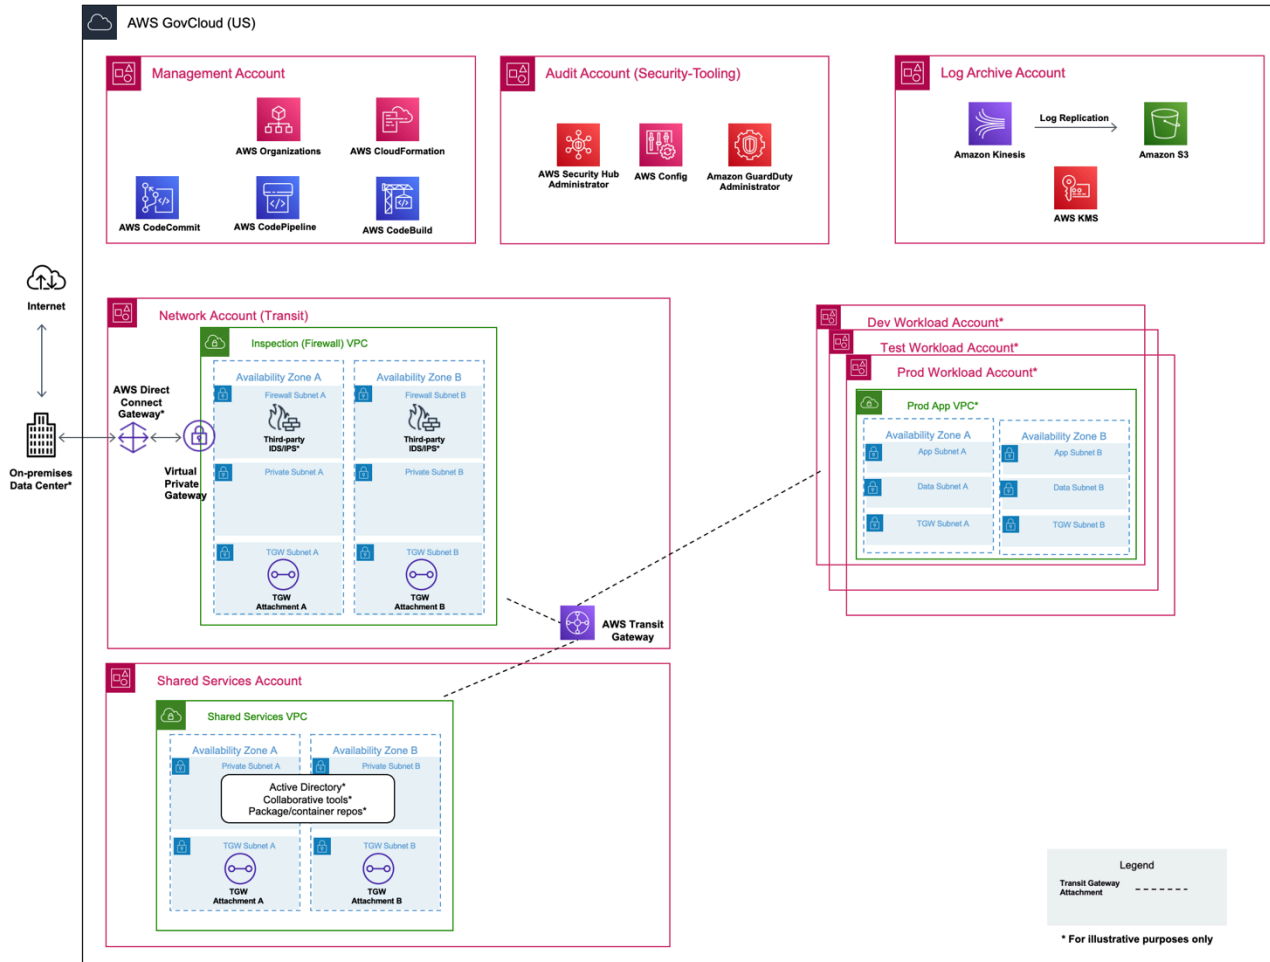 AWS GovCloud (US)
Management Account
AWS Organizations
AWS CloudFormation
AWS CodeCommit
AWS CodePipeline
AWS CodeBuild
Audit Account (Security-Tooling)
AWS Security Hub
Administrator
AWS Config
Amazon GuardDuty
Administrator
Log Archive Account
Amazon Kinesis
Log Replication
Amazon S3
AWS KMS
Internet
On-premises
Data Center*
AWS Direct
Connect
Gateway*
Virtual
Private
Gateway
Network Account (Transit)
Inspection (Firewall) VPC
Availability Zone A
Firewall Subnet A
Third-party
IDS/IPS*
Private Subnet A
TGW Subnet A
TGW
Attachment A
Availability Zone B
Firewall Subnet B
Third-party
IDS/IPS*
Private Subnet B
TGW Subnet B
TGW
Attachment B
AWS Transit
Gateway
Dev Workload Account*
Test Workload Account*
Prod Workload Account*
Prod App VPC*
Availability Zone A
App Subnet A
Data Subnet A
TGW Subnet A
Availability Zone B
App Subnet B
Data Subnet B
TGW Subnet B
Shared Services Account
Shared Services VPC
Availability Zone A
Private Subnet A
Availability Zone B
Private Subnet B
Active Directory*
Collaborative tools*
Package/container repos*
TGW Subnet A
TGW
Attachment A
TGW Subnet B
TGW
Attachment B
Legend
Transit Gateway
Attachment
* For illustrative purposes only